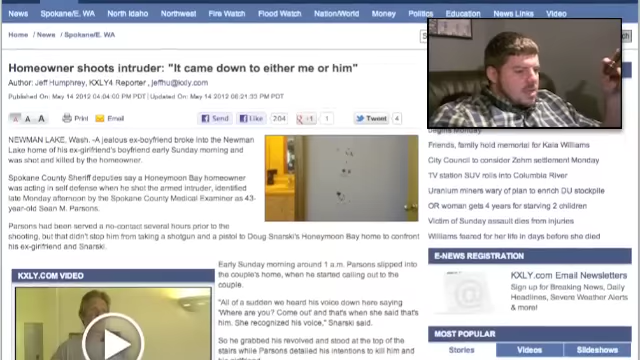 News Spokane/E. WA North Idaho Northwest Fire Watch Flood Watch Nation/World Money Politics Education News Links Video
Home / News / Spokane/E. WA
Homeowner shoots intruder: "It came down to either me or him"
Author: Jeff Humphrey, KXLY4 Reporter , jeffhu@kxly.com
Published On: May 14 2012 04:04:00 PM PDT Updated On: May 14 2012 06:21:33 PM PDT
A A Print Email Send Like 204 +1 1 Tweet 4
NEWMAN LAKE, Wash. -A jealous ex-boyfriend broke into the Newman
Lake home of his ex-girlfriend's boyfriend early Sunday morning and
was shot and killed by the homeowner.
Spokane County Sheriff deputies say a Honeymoon Bay homeowner
was acting in self defense when he shot the armed intruder, identified
late Monday afternoon by the Spokane County Medical Examiner as 43-
year-old Sean M. Parsons.
Parsons had been served a no-contact several hours prior to the
shooting, but that didn't stop him from taking a shotgun and a pistol to Doug Snarski's Honeymoon Bay home to confront
his ex-girlfriend and Snarski.
KXLY.COM VIDEO
Early Sunday morning around 1 a.m. Parsons slipped into
the couple's home, when he started calling out to the
couple.
"All of a sudden we heard his voice down here saying
'Where are you? Come out and that's when she said that's
him. She recognized his voice," Snarski said.
So he grabbed his revolved and stood at the top of the
stairs while Parsons detailed his intentions to kill him and
Begins Monday
Friends, family hold memorial for Kaia Williams
City Council to consider Zehm settlement Monday
TV station SUV rolls into Columbia River
Uranium miners wary of plan to enrich DU stockpile
OR woman gets 4 years for starving 2 children
Victim of Sunday assault dies from injuries
Williams feared for her life in days before she died
E-NEWS REGISTRATION
KXLY.com Email Newsletters
Sign up for Breaking News, Daily
Headlines, Severe Weather Alerts
& more!
MOST POPULAR
Stories Videos Slideshows